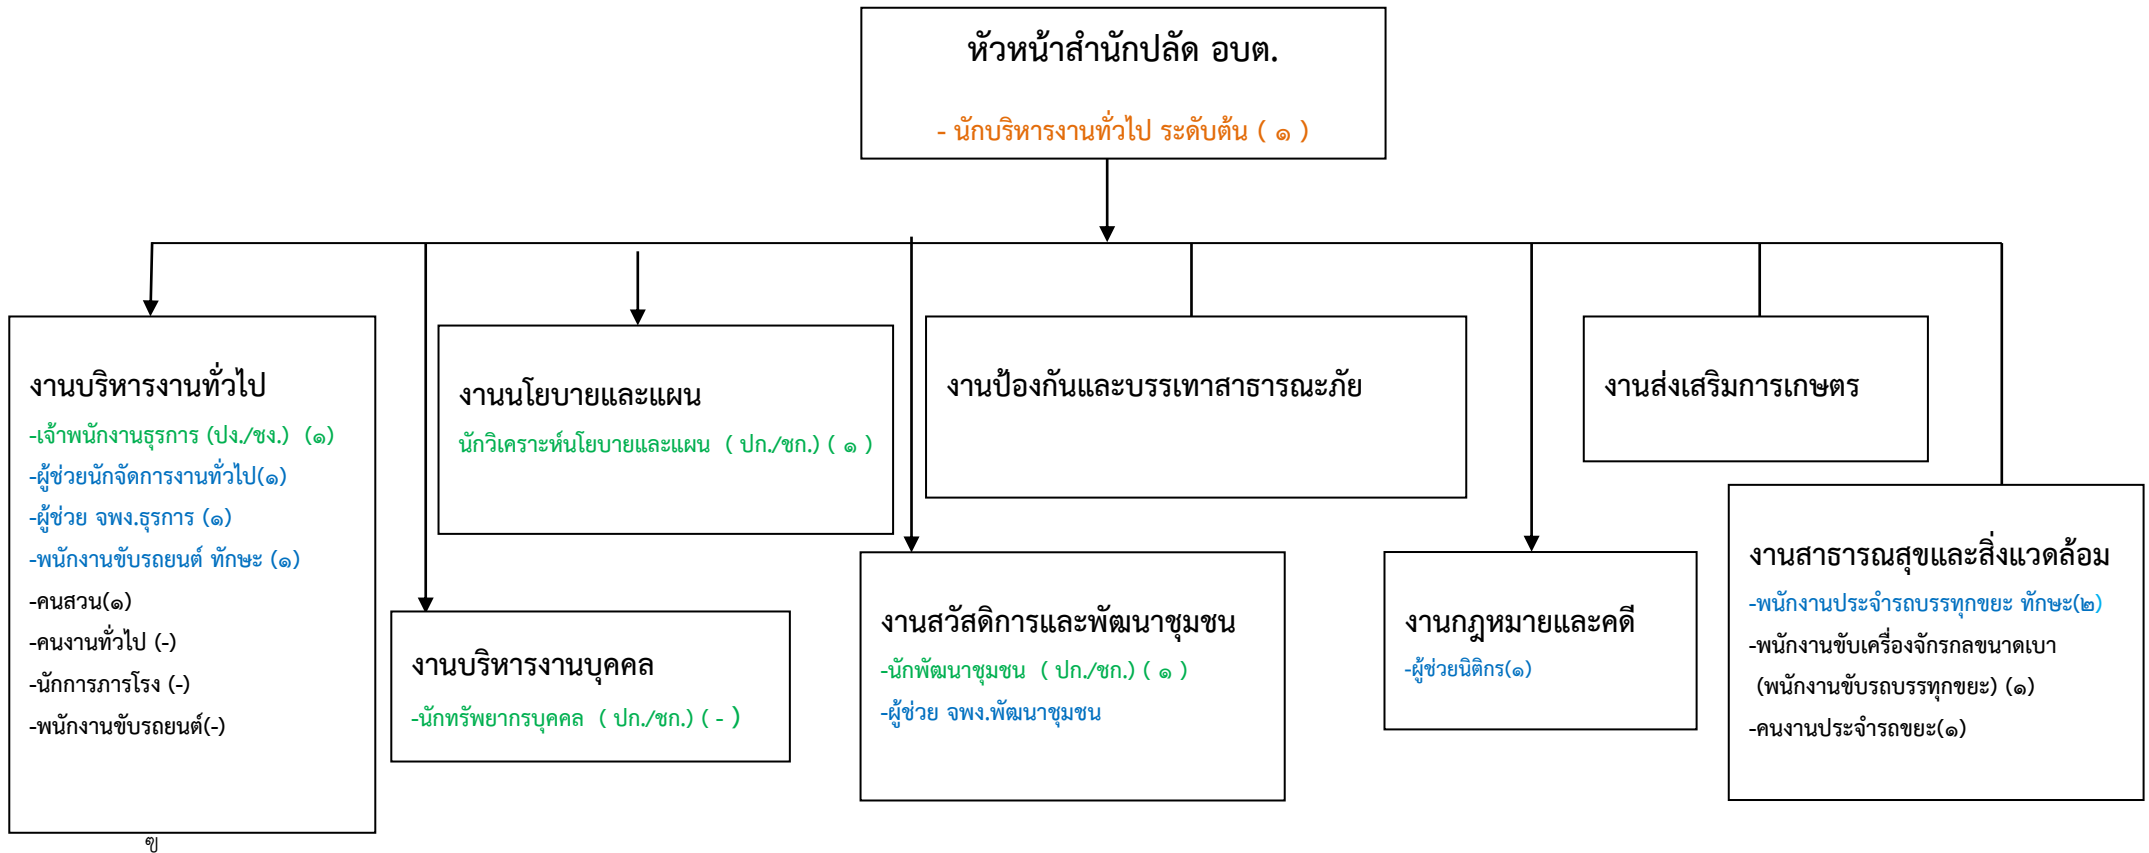 หัวหน้าสำนักปลัด อบต.
- นักบริหารงานทั่วไป ระดับต้น ( ๑ )
งานบริหารงานทั่วไป
-เจ้าพนักงานธุรการ (ปง./ชง.) (๑)
-ผู้ช่วยนักจัดการงานทั่วไป(๑)
-ผู้ช่วย จพง.ธุรการ (๑)
-พนักงานขับรถยนต์ ทักษะ (๑)
-คนสวน(๑)
-คนงานทั่วไป (-)
-นักการภารโรง (-)
-พนักงานขับรถยนต์(-)
งานบริหารงานบุคคล
-นักทรัพยากรบุคคล ( ปก./ชก.) ( - )
งานนโยบายและแผน
นักวิเคราะห์นโยบายและแผน ( ปก./ชก.) ( ๑ )
งานสวัสดิการและพัฒนาชุมชน
-นักพัฒนาชุมชน ( ปก./ชก.) ( ๑ )
-ผู้ช่วย จพง.พัฒนาชุมชน
งานป้องกันและบรรเทาสาธารณะภัย
งานกฎหมายและคดี
-ผู้ช่วยนิติกร(๑)
งานส่งเสริมการเกษตร
งานสาธารณสุขและสิ่งแวดล้อม
-พนักงานประจำรถบรรทุกขยะ ทักษะ(๒)
-พนักงานขับเครื่องจักรกลขนาดเบา
(พนักงานขับรถบรรทุกขยะ) (๑)
-คนงานประจำรถขยะ(๑)
ฃ